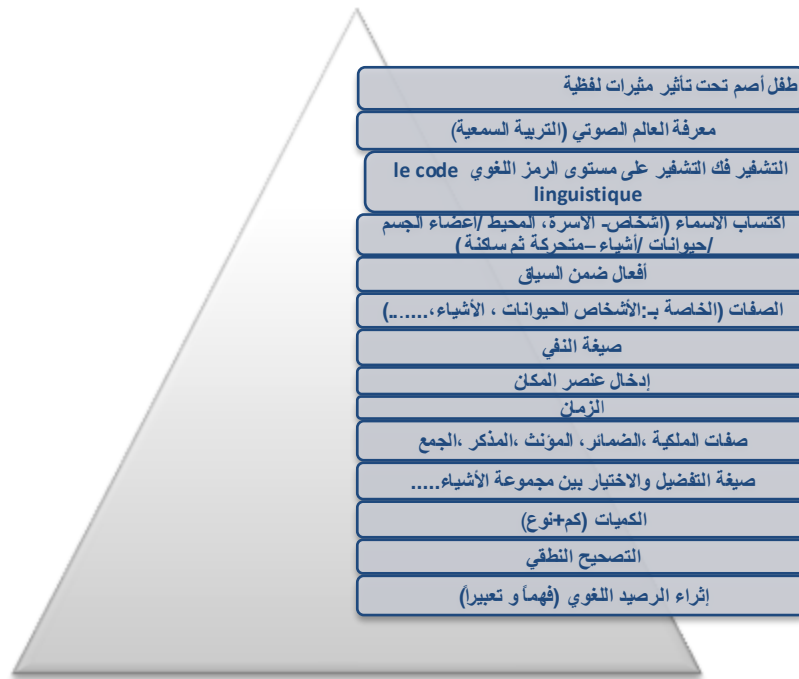 طفل أصم تحت تأثير مثيرات لفظية
معرفة العالم الصوتي (التربية السمعية)
التشفير فك التشفير على مستوى الرمز اللغوي le code
linguistique
اكتساب الأسماء (أشخاص- الأسرة، المحيط /أعضاء الجسم
/حيوانات /أشياء –متحركة ثم ساكنة )
أفعال ضمن السياق
الصفات (الخاصة بـ:الأشخاص الحيوانات ، الأشياء،.......)
صيغة النفي
إدخال عنصر المكان
الزمان
صفات الملكية ،الضمائر، المؤنث ،المذكر ،الجمع
صيغة التفضيل والاختيار بين مجموعة الأشياء.....
الكميات (كم+نوع)
التصحيح النطقي
إثراء الرصيد اللغوي (فهماً و تعبيراً)